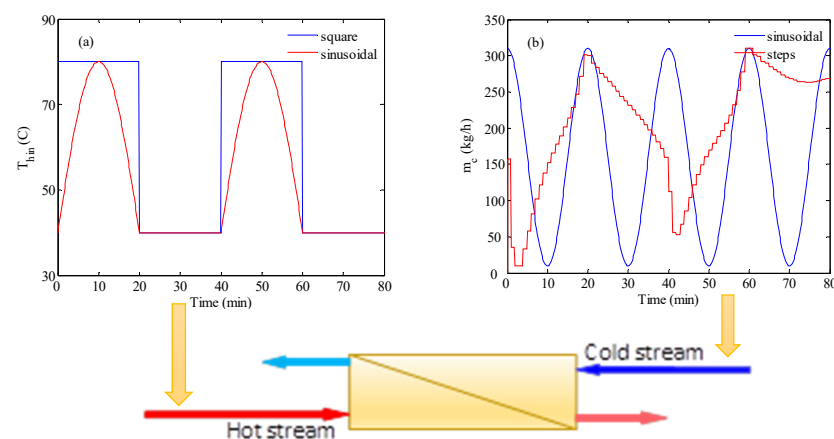 (a)
square
sinusoidal
90
70
50
30
T_hin (C)
0 10 20 30 40 50 60 70 80
Time (min)
(b)
sinusoidal
steps
350
300
250
200
150
100
50
0
m_c (kg/h)
0 10 20 30 40 50 60 70 80
Time (min)
Cold stream
Hot stream